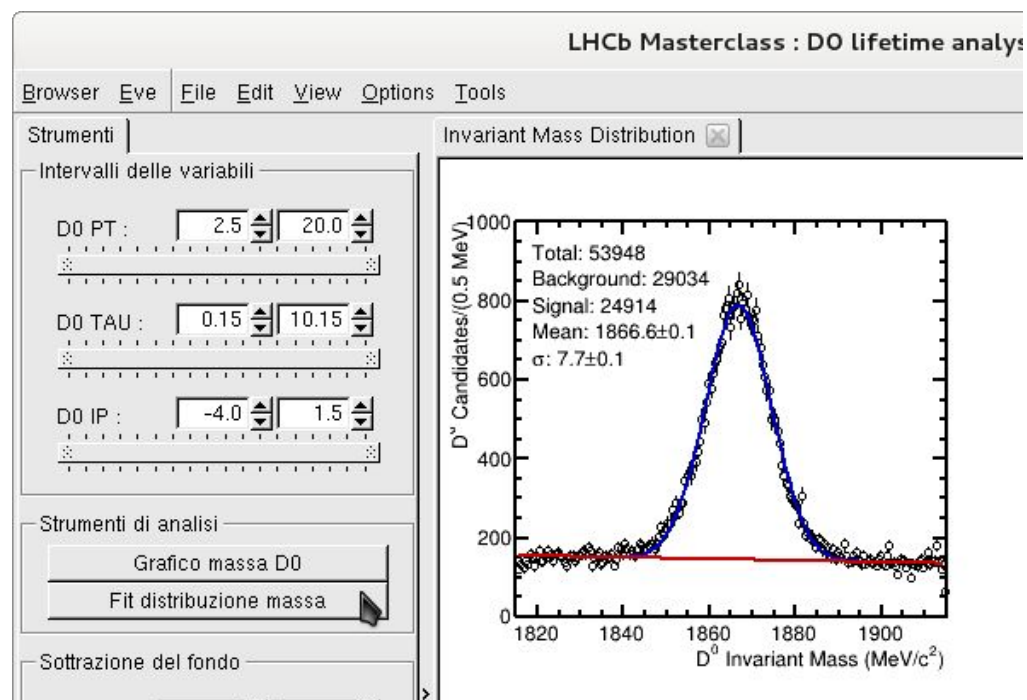 LHCb Masterclass : D0 lifetime analys
Browser Eve File Edit View Options Tools
Strumenti
Invariant Mass Distribution
Intervalli delle variabili
D0 PT : 2.5 20.0
D0 TAU : 0.15 10.15
D0 IP : -4.0 1.5
Strumenti di analisi
Grafico massa D0
Fit distribuzione massa
Sottrazione del fondo
>
D⁰ Candidates/(0.5 MeV)
1000
800
600
400
200
0
Total: 53948
Background: 29034
Signal: 24914
Mean: 1866.6±0.1
σ: 7.7±0.1
1820 1840 1860 1880 1900
D⁰ Invariant Mass (MeV/c²)